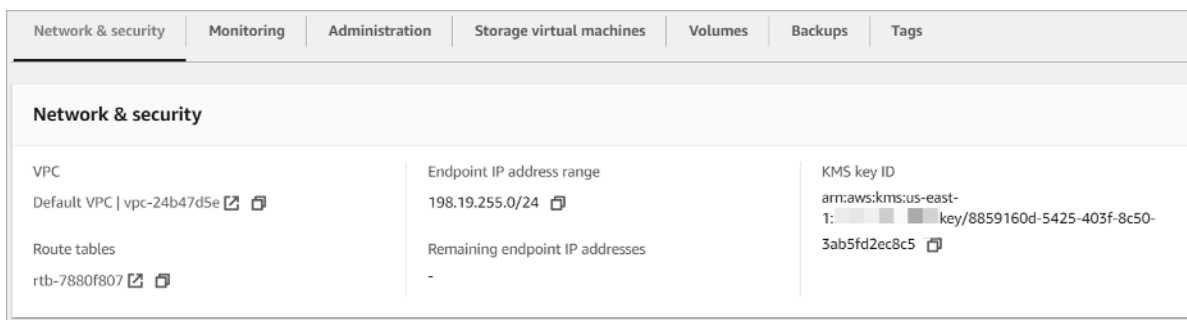 Network & security Monitoring Administration Storage virtual machines Volumes Backups Tags
Network & security
VPC
Default VPC | vpc-24b47d5e
Route tables
rtb-7880f807
Endpoint IP address range
198.19.255.0/24
Remaining endpoint IP addresses
-
KMS key ID
arn:aws:kms:us-east-
1: key/8859160d-5425-403f-8c50-
3ab5fd2ec8c5